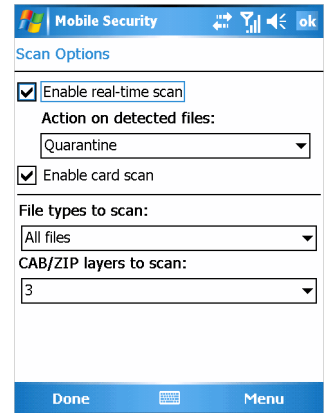 Mobile Security
ok
Scan Options
Enable real-time scan
Action on detected files:
Quarantine
Enable card scan
File types to scan:
All files
CAB/ZIP layers to scan:
3
Done
Menu